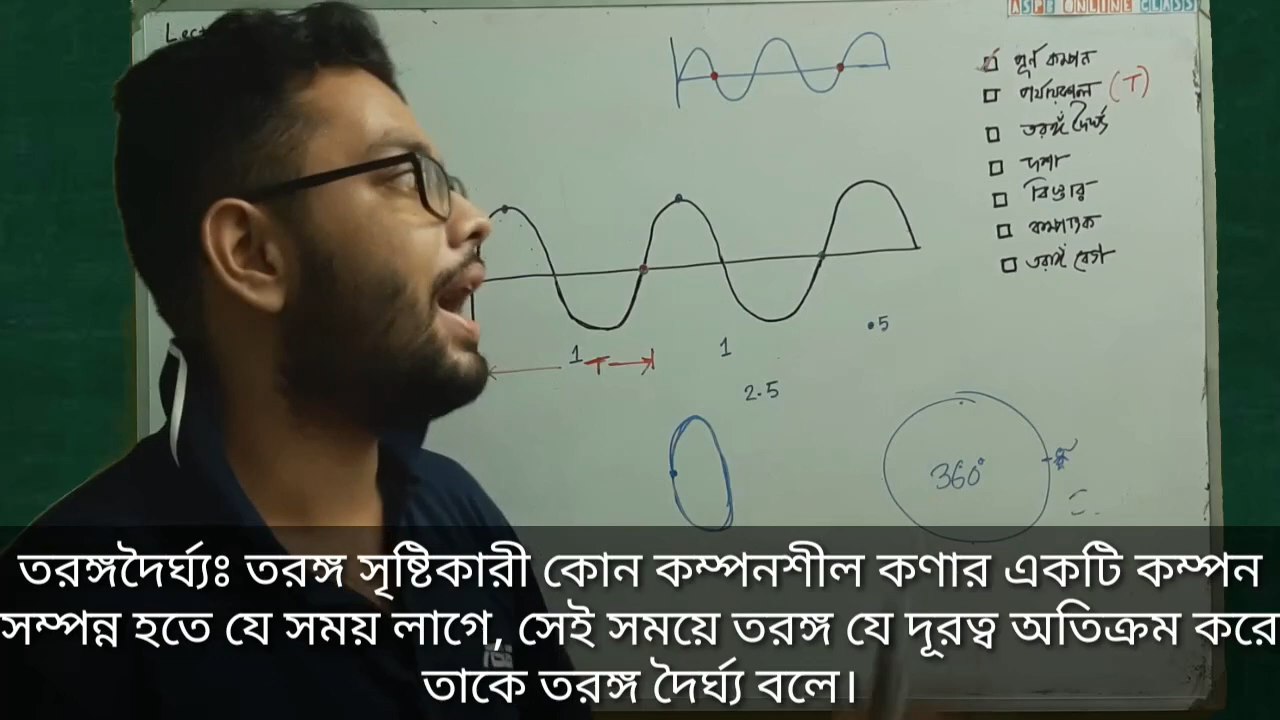 ASPB ONLINE CLASS
পূর্ণ কম্পন
পর্যায়কাল (T)
তরঙ্গ দৈর্ঘ্য
দশা
বিস্তার
কম্পাংক
তরঙ্গ বেগ
.5
1 T 1
2.5
360°
তরঙ্গদৈর্ঘ্যঃ তরঙ্গ সৃষ্টিকারী কোন কম্পনশীল কণার একটি কম্পন
সম্পন্ন হতে যে সময় লাগে, সেই সময়ে তরঙ্গ যে দূরত্ব অতিক্রম করে
তাকে তরঙ্গ দৈর্ঘ্য বলে।